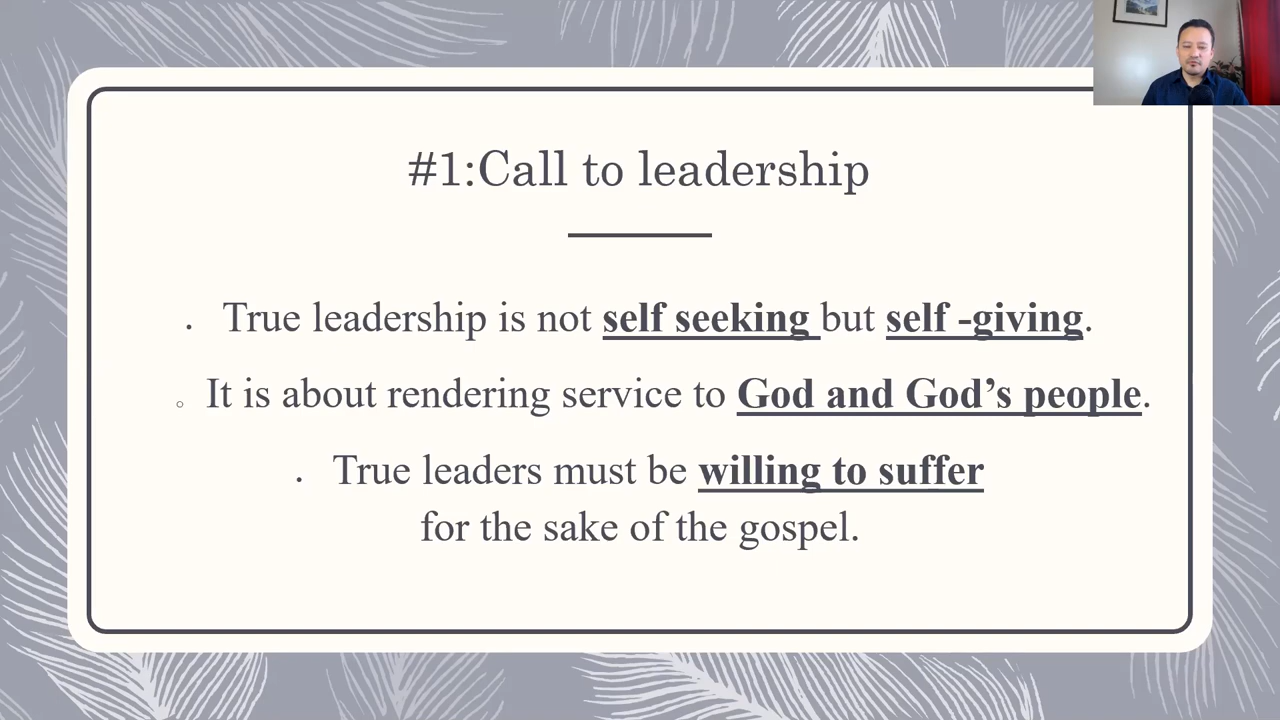 #1:Call to leadership
. True leadership is not self seeking but self -giving.
○ It is about rendering service to God and God’s people.
. True leaders must be willing to suffer
for the sake of the gospel.